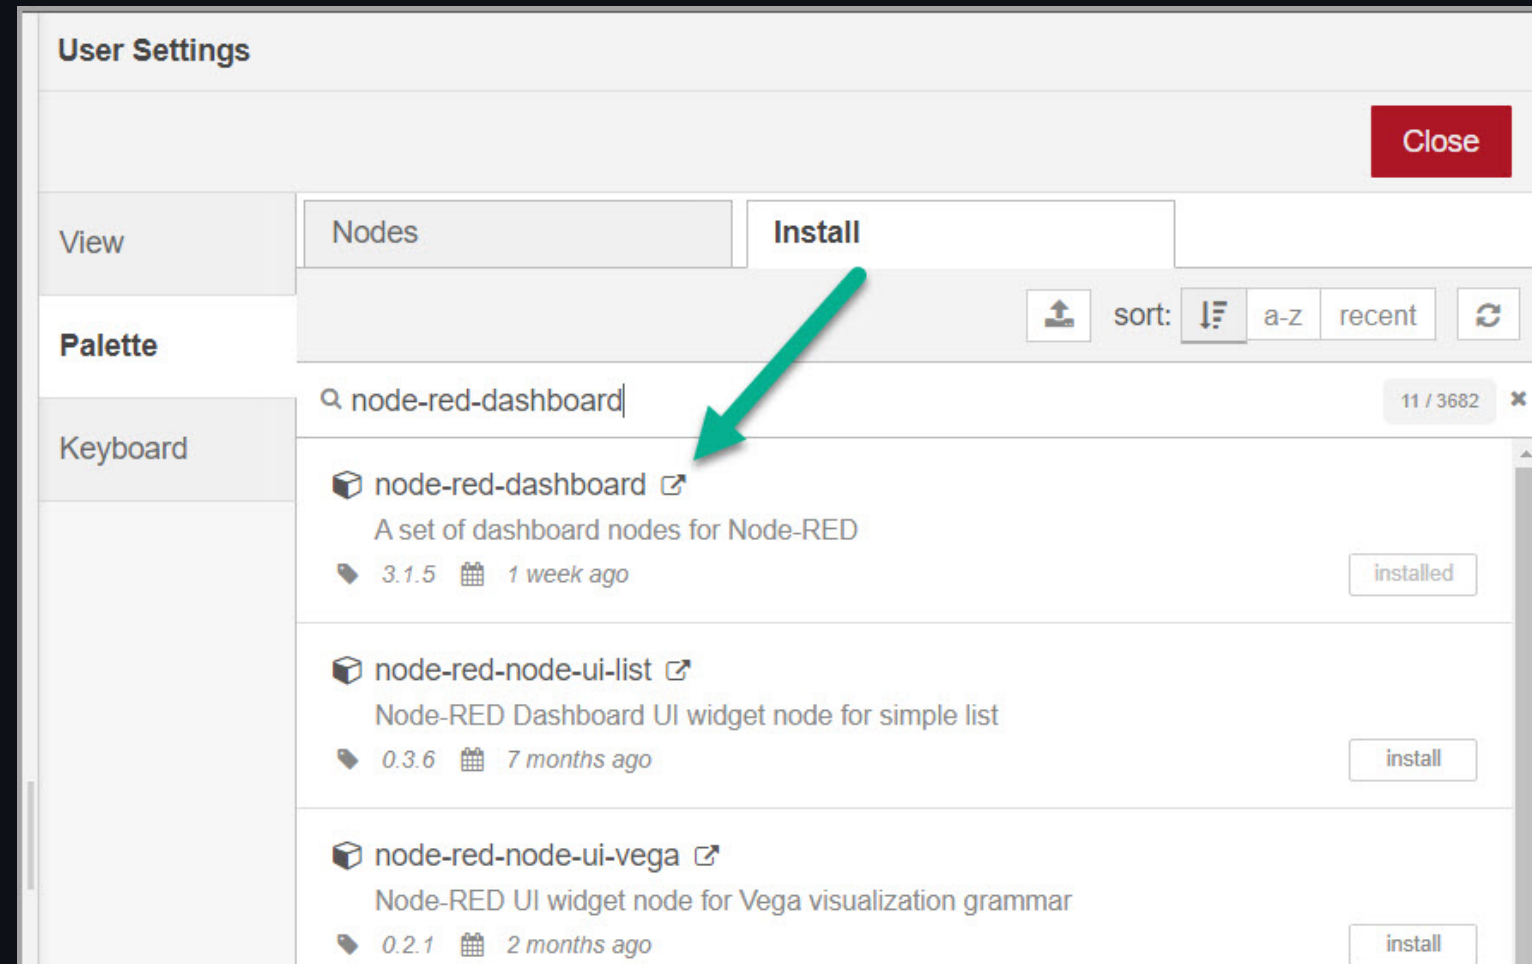 User Settings
Close
View
Nodes
Install
sort:
a-z
recent
Palette
node-red-dashboard
11 / 3682
Keyboard
node-red-dashboard
A set of dashboard nodes for Node-RED
3.1.5 1 week ago
installed
node-red-node-ui-list
Node-RED Dashboard UI widget node for simple list
0.3.6 7 months ago
install
node-red-node-ui-vega
Node-RED UI widget node for Vega visualization grammar
0.2.1 2 months ago
install